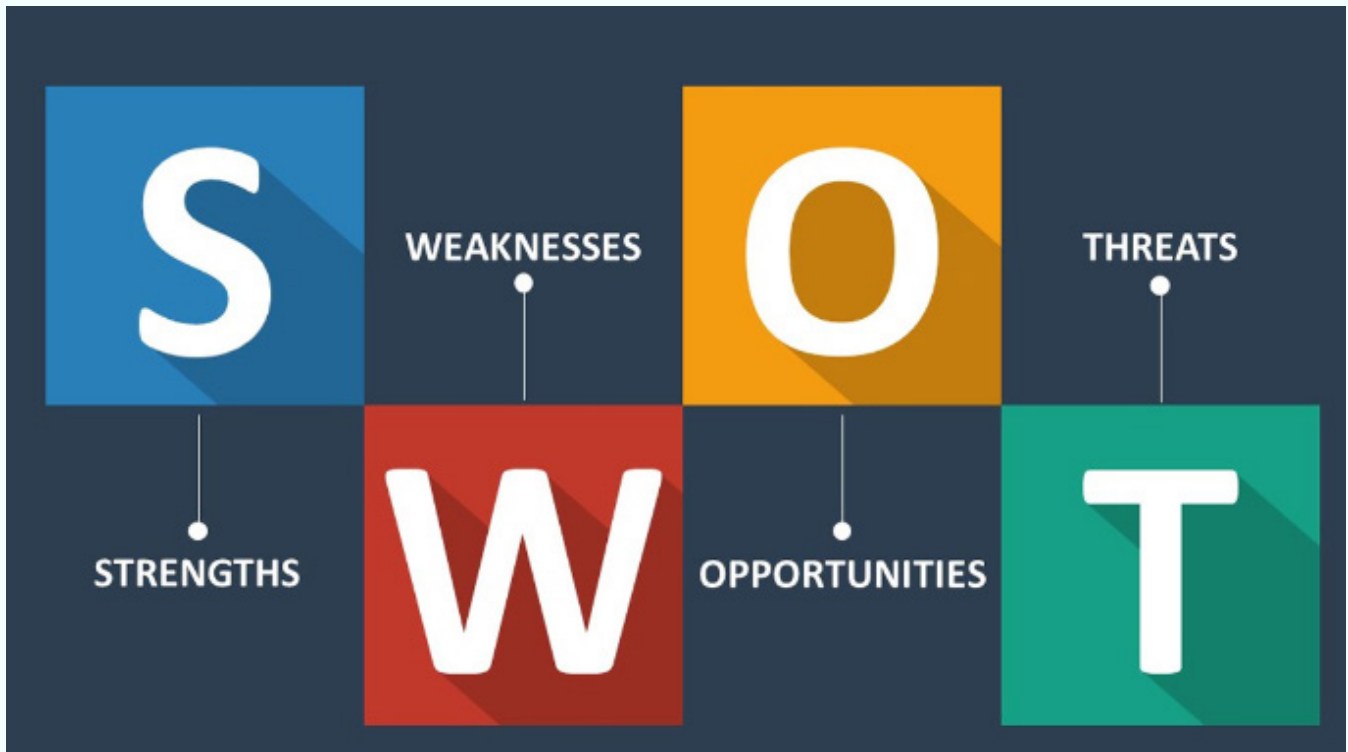 S
STRENGTHS
WEAKNESSES
W
O
OPPORTUNITIES
THREATS
T